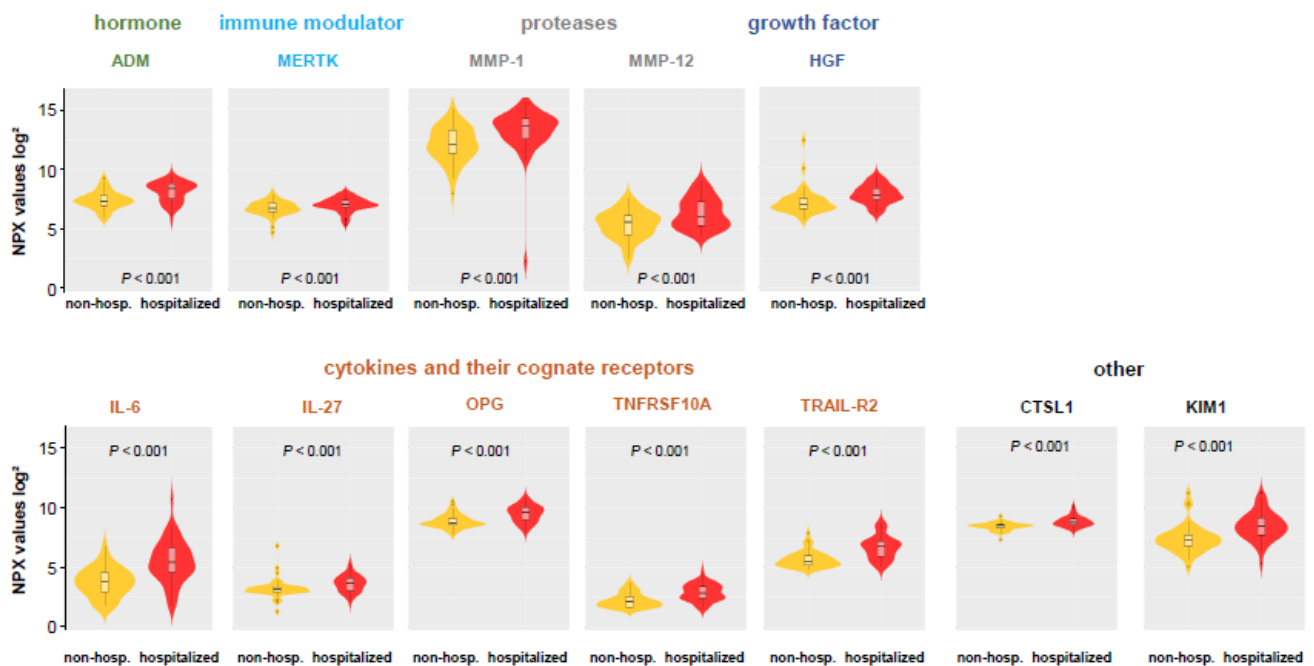 hormone immune modulator proteases growth factor
ADM MERTK MMP-1 MMP-12 HGF
NPX values log²
15
10
5
0
P < 0.001 P < 0.001 P < 0.001 P < 0.001 P < 0.001
non-hosp. hospitalized non-hosp. hospitalized non-hosp. hospitalized non-hosp. hospitalized non-hosp. hospitalized
cytokines and their cognate receptors other
IL-6 IL-27 OPG TNFRSF10A TRAIL-R2 CTSL1 KIM1
NPX values log²
P < 0.001 P < 0.001 P < 0.001 P < 0.001 P < 0.001 P < 0.001 P < 0.001
15
10
5
0
non-hosp. hospitalized non-hosp. hospitalized non-hosp. hospitalized non-hosp. hospitalized non-hosp. hospitalized non-hosp. hospitalized non-hosp. hospitalized